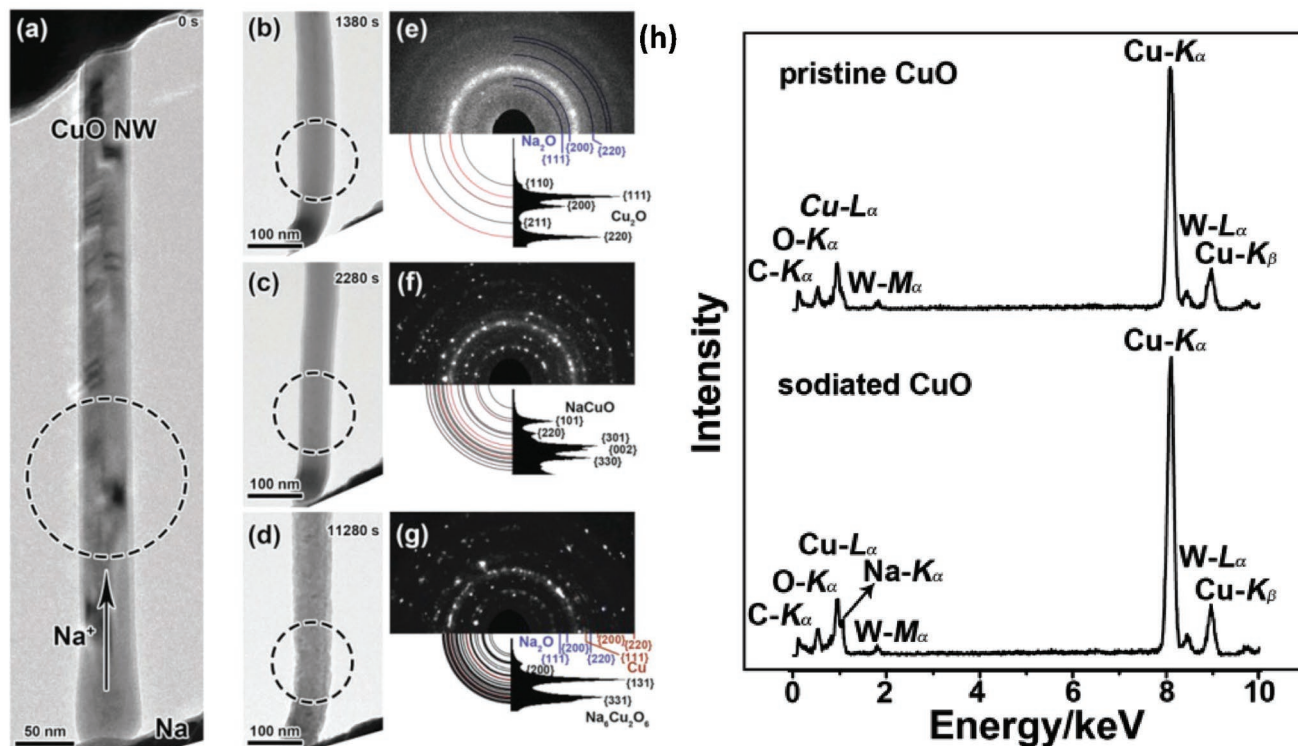 (a)
0 s
CuO NW
Na⁺
50 nm
Na
(b)
1380 s
100 nm
(c)
2280 s
100 nm
(d)
11280 s
100 nm
(e)
Na₂O
{200}
{111}
{220}
{110}
{111}
{200}
{211}
Cu₂O
{220}
(f)
NaCuO
{101}
{220}
{301}
{002}
{330}
(g)
Na₂O
{200}
{200}
{220}
{111}
{220}
{111}
Cu
{200}
{131}
{331}
Na₆Cu₂O₆
(h)
pristine CuO
Cu-Kα
Cu-Lα
O-Kα
C-Kα
W-Mα
W-Lα
Cu-Kβ
sodiated CuO
Cu-Kα
Cu-Lα
Na-Kα
O-Kα
C-Kα
W-Mα
W-Lα
Cu-Kβ
Intensity
0 2 4 6 8 10
Energy/keV